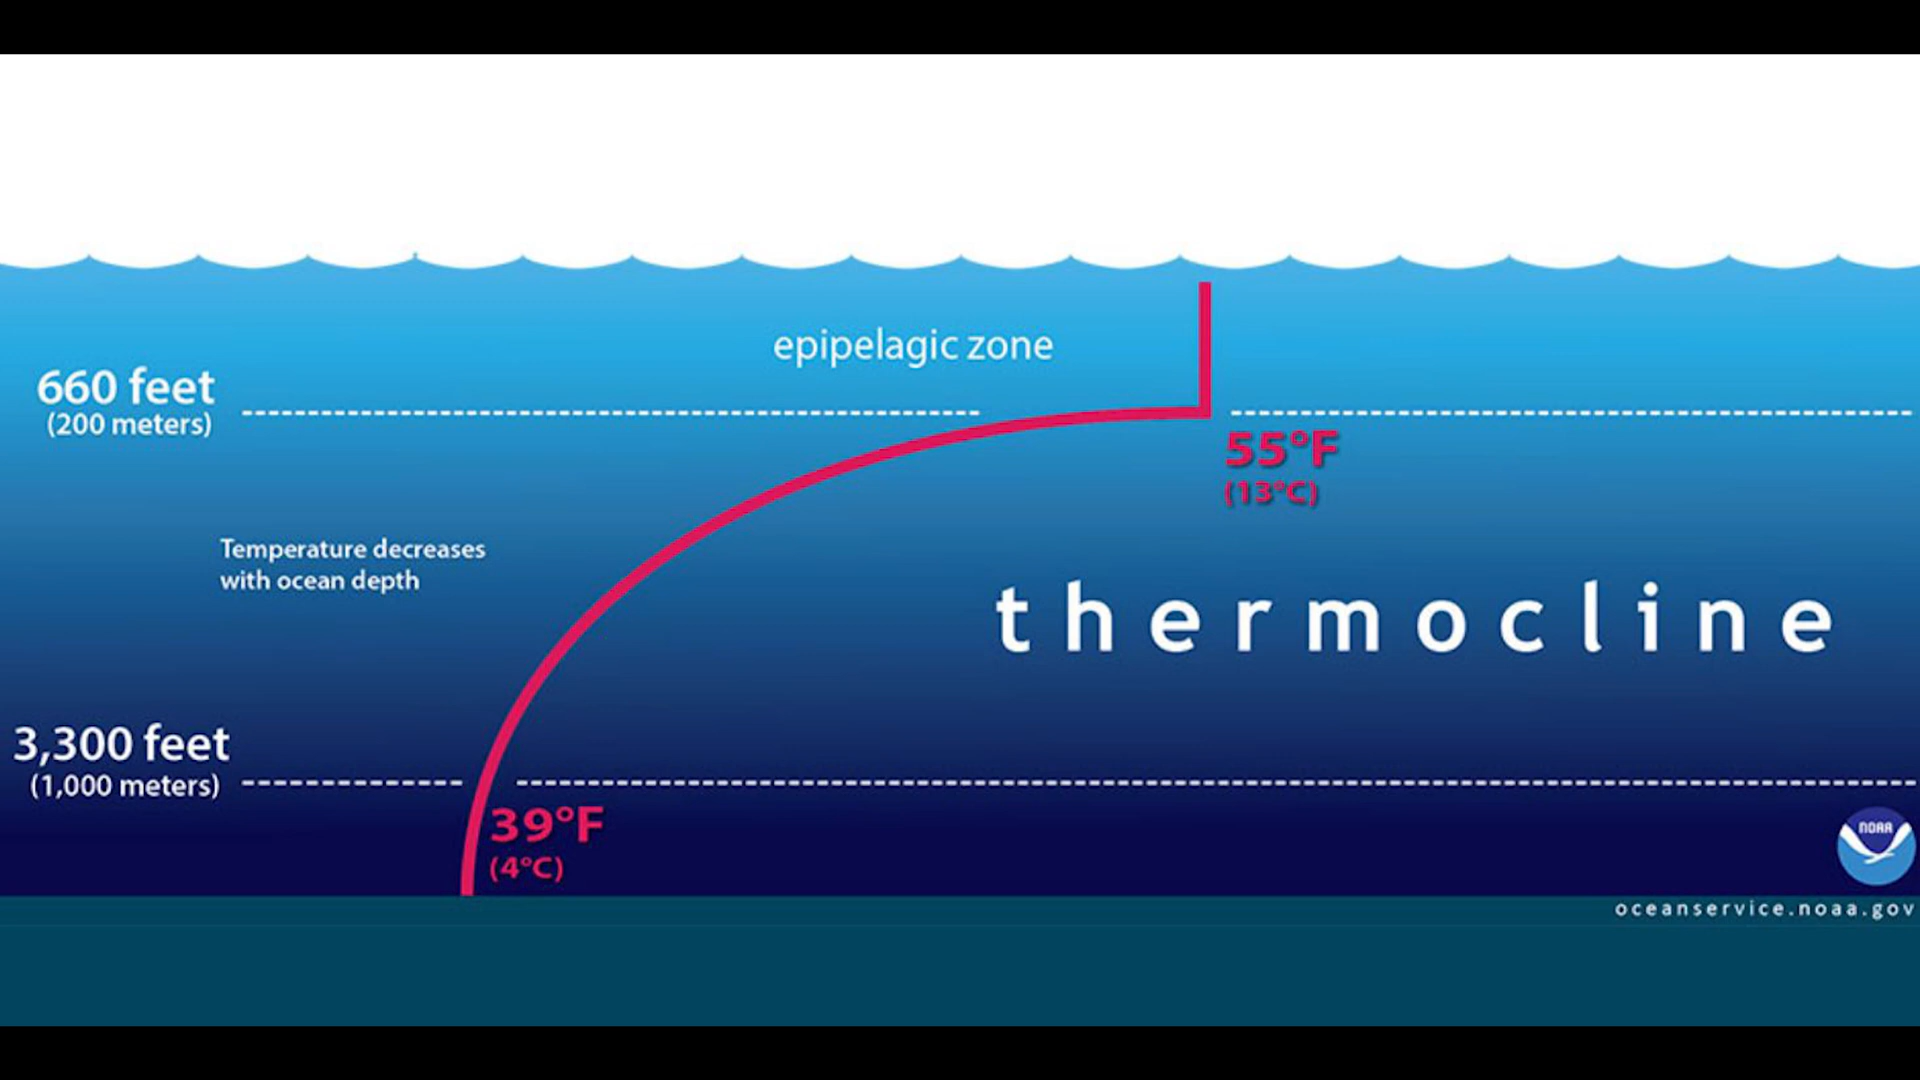 epipelagic zone
660 feet
(200 meters)
55°F
(13°C)
Temperature decreases
with ocean depth
thermocline
3,300 feet
(1,000 meters)
39°F
(4°C)
NOAA
oceanservice.noaa.gov